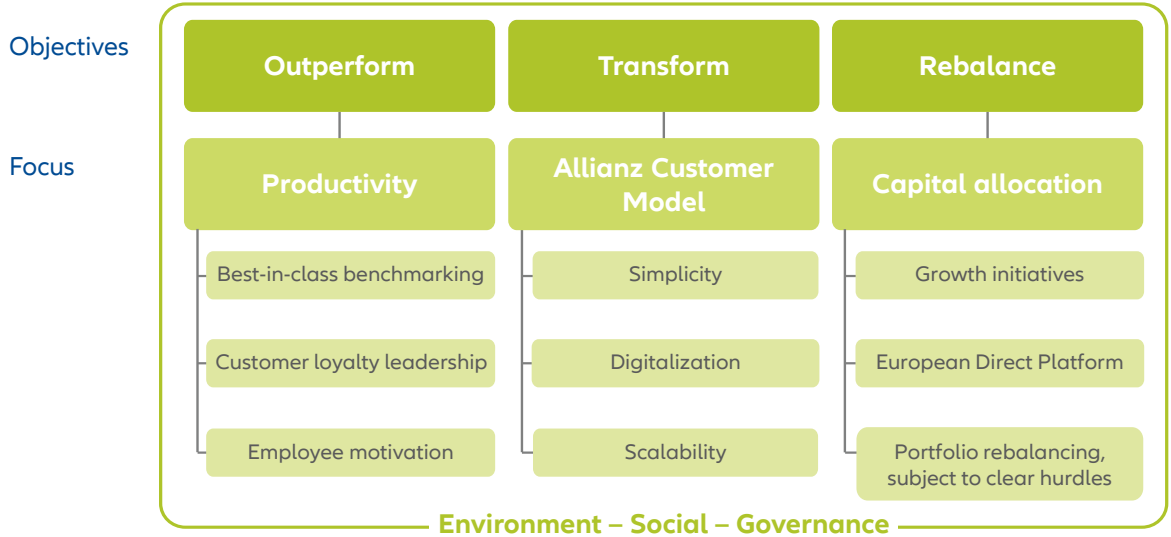 Objectives
Outperform
Transform
Rebalance
Focus
Productivity
Allianz Customer
Model
Capital allocation
Best-in-class benchmarking
Simplicity
Growth initiatives
Customer loyalty leadership
Digitalization
European Direct Platform
Employee motivation
Scalability
Portfolio rebalancing,
subject to clear hurdles
Environment – Social – Governance